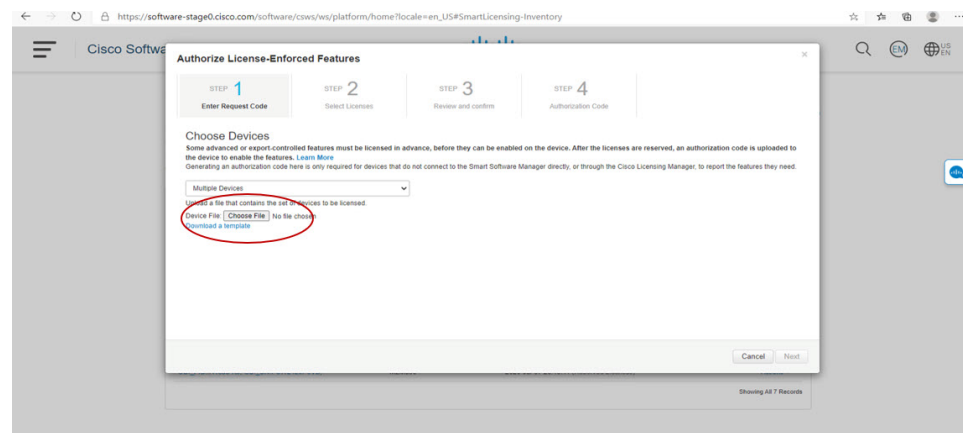 https://software-stage0.cisco.com/software/csws/ws/platform/home?locale=en_US#SmartLicensing-Inventory
Cisco Softwa
EM
US
EN
Authorize License-Enforced Features
×
STEP 1
Enter Request Code
STEP 2
Select Licenses
STEP 3
Review and confirm
STEP 4
Authorization Code
Choose Devices
Some advanced or export-controlled features must be licensed in advance, before they can be enabled on the device. After the licenses are reserved, an authorization code is uploaded to
the device to enable the features. Learn More
Generating an authorization code here is only required for devices that do not connect to the Smart Software Manager directly, or through the Cisco Licensing Manager, to report the features they need.
Multiple Devices
Upload a file that contains the set of devices to be licensed.
Device File: Choose File No file chosen
Download a template
Cancel Next
Showing All 7 Records